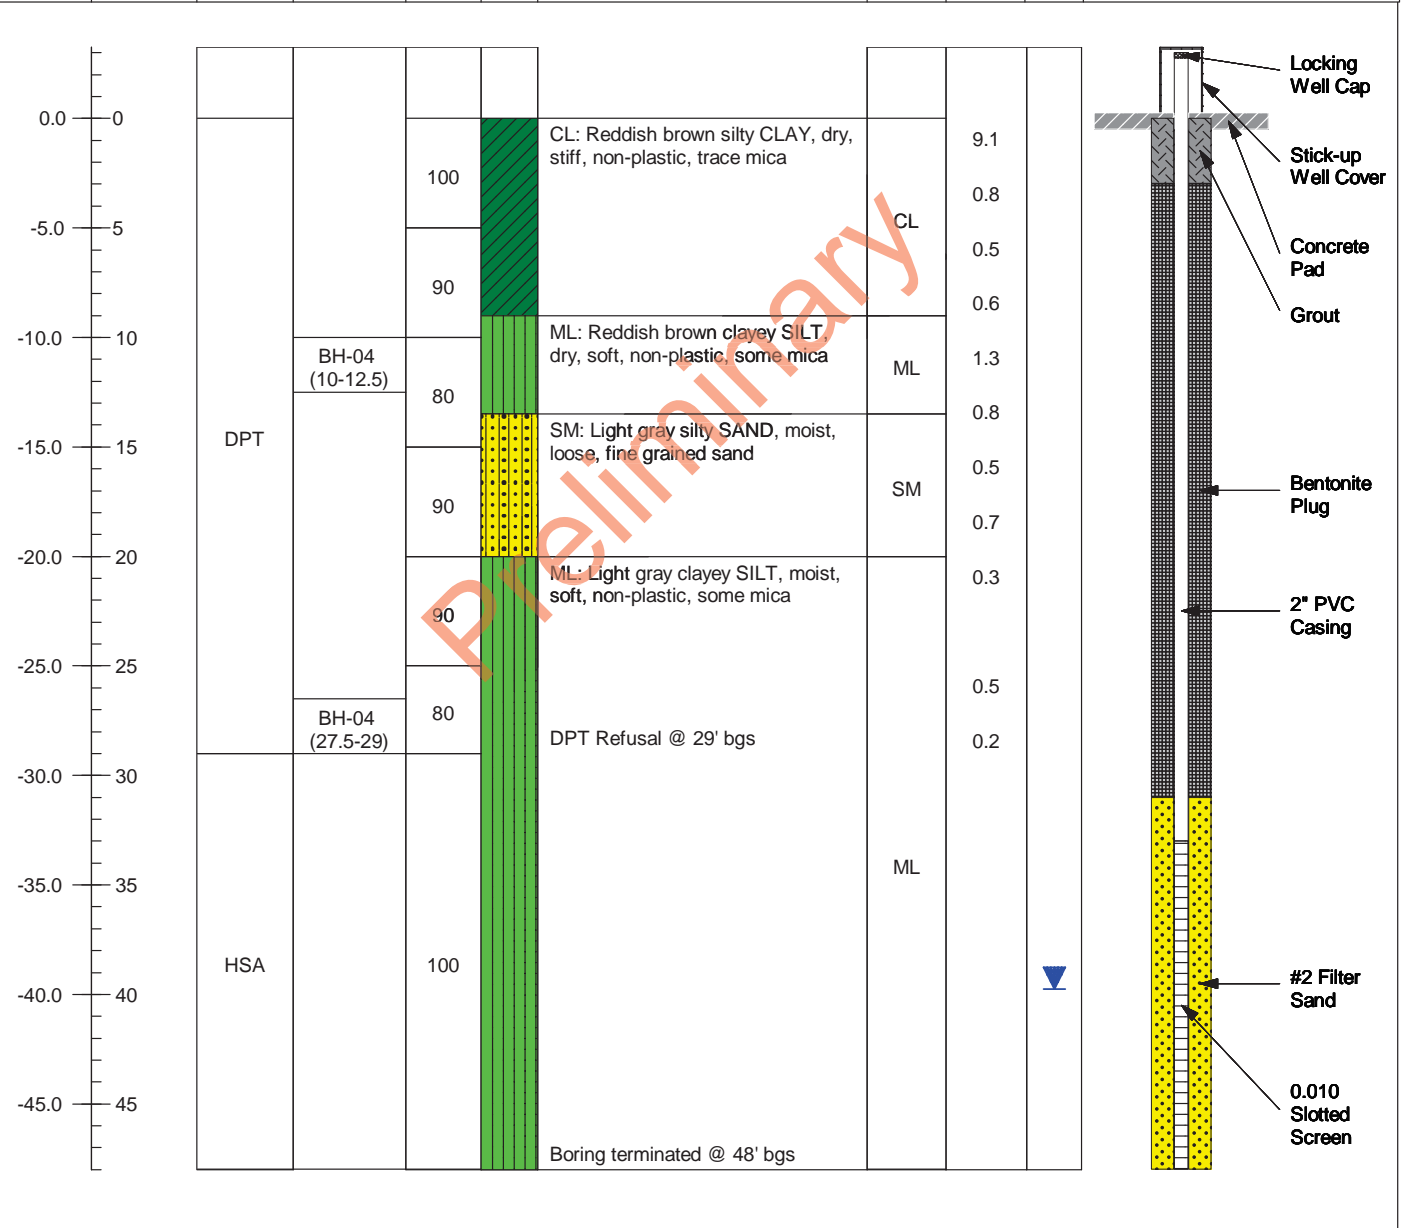 0.0
0
-5.0
5
-10.0
10
-15.0
15
-20.0
20
-25.0
25
-30.0
30
-35.0
35
-40.0
40
-45.0
45
DPT
HSA
BH-04
(10-12.5)
BH-04
(27.5-29)
100
90
80
90
90
80
100
CL: Reddish brown silty CLAY, dry,
stiff, non-plastic, trace mica
ML: Reddish brown clayey SILT,
dry, soft, non-plastic, some mica
SM: Light gray silty SAND, moist,
loose, fine grained sand
ML: Light gray clayey SILT, moist,
soft, non-plastic, some mica
DPT Refusal @ 29' bgs
Boring terminated @ 48' bgs
Preliminary
CL
ML
SM
ML
9.1
0.8
0.5
0.6
1.3
0.8
0.5
0.7
0.3
0.5
0.2
Locking
Well Cap
Stick-up
Well Cover
Concrete
Pad
Grout
Bentonite
Plug
2" PVC
Casing
#2 Filter
Sand
0.010
Slotted
Screen